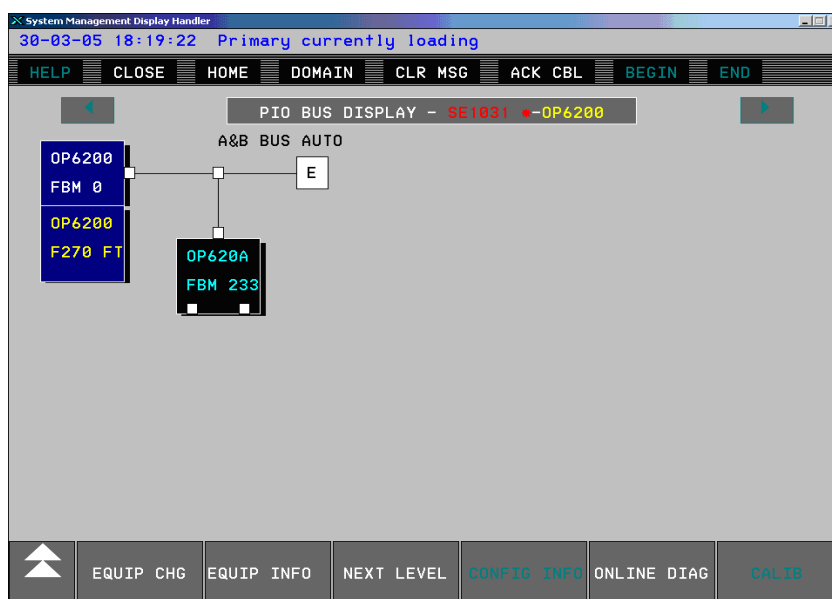 System Management Display Handler
30-03-05 18:19:22 Primary currently loading
HELP CLOSE HOME DOMAIN CLR MSG ACK CBL BEGIN END
PIO BUS DISPLAY - SE1031 *-OP6200
A&B BUS AUTO
OP6200
FBM 0
E
OP6200
F270 FT
OP620A
FBM 233
EQUIP CHG EQUIP INFO NEXT LEVEL CONFIG INFO ONLINE DIAG CALIB